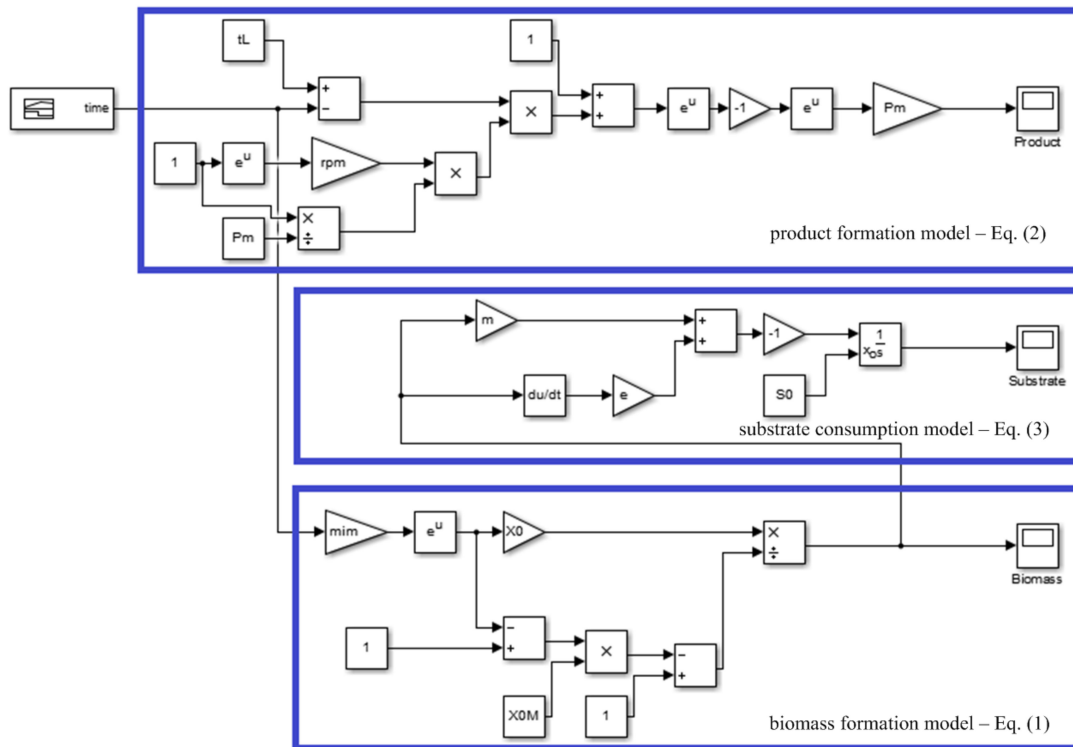 tL
+
−
time
1
e^u
rpm
×
÷
Pm
×
×
1
+
+
e^u
-1
e^u
Pm
Product
product formation model – Eq. (2)
m
du/dt
e
+
+
-1
S0
1
x_o s
Substrate
substrate consumption model – Eq. (3)
mim
e^u
X0
×
÷
Biomass
1
−
+
×
X0M
1
−
+
biomass formation model – Eq. (1)